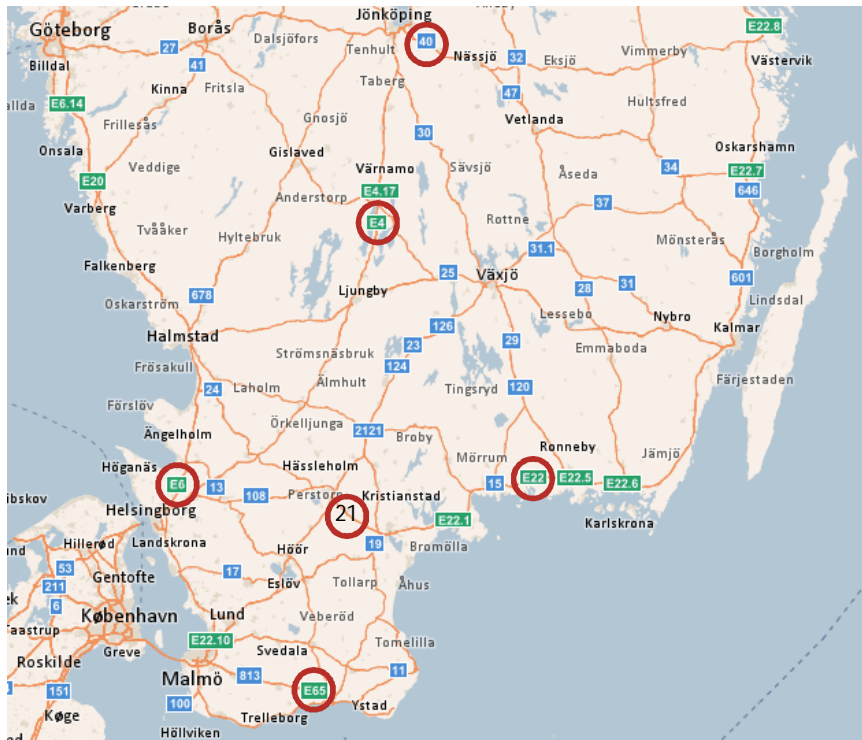 Jönköping
E22.8
Göteborg
Borås
27
Dalsjöfors
Tenhult
40
Nässjö
32
Eksjö
Vimmerby
Västervik
Billdal
41
Taberg
Kinna
Fritsla
47
Hultsfred
E6.14
allda
Frillesås
Gnosjö
30
Vetlanda
Onsala
Gislaved
Oskarshamn
Veddige
Värnamo
Sävsjö
34
E22.7
E20
Åseda
646
E4.17
Anderstorp
Varberg
37
E4
Rottne
Tvååker
Hyltebruk
31.1
Mönsterås
Borgholm
Falkenberg
25
Växjö
601
678
Ljungby
28
31
Lindsdal
Oskarström
Lessebo
Nybro
126
Kalmar
Halmstad
23
29
Emmaboda
Strömsnäsbruk
124
Frösakull
Färjestaden
24
Laholm
Älmhult
Tingsryd
120
Förslöv
Örkelljunga
2121
Ängelholm
Broby
Ronneby
Mörrum
Jämjö
Höganäs
Hässleholm
E22
E22.5
E6
13
15
E22.6
108
Perstorp
Kristianstad
ibskov
Helsingborg
21
E22.1
Karlskrona
und
Hillerød
Landskrona
19
Bromölla
Höör
53
17
Gentofte
Eslöv
Tollarp
Åhus
211
ek
6
København
Lund
Veberöd
Taastrup
E22.10
Tomelilla
Greve
Svedala
Roskilde
11
Malmö
813
151
E65
100
Ystad
Køge
Trelleborg
Höllviken